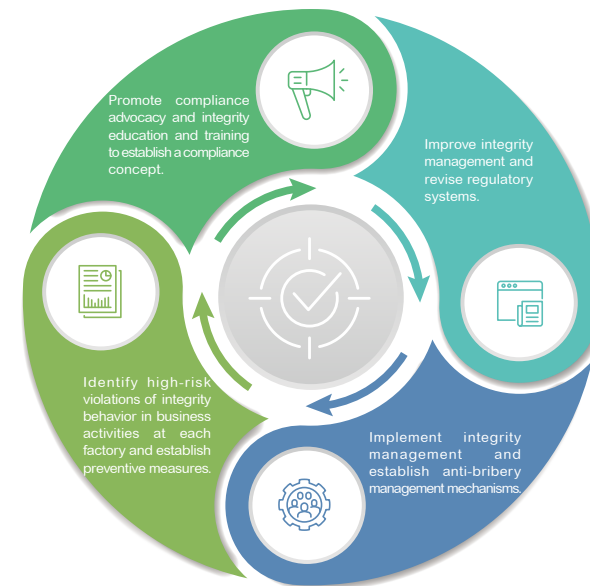 Promote compliance
advocacy and integrity
education and training
to establish a compliance
concept.
Improve integrity
management and
revise regulatory
systems.
Implement integrity
management and
establish anti-bribery
management mechanisms.
Identify high-risk
violations of integrity
behavior in business
activities at each
factory and establish
preventive measures.